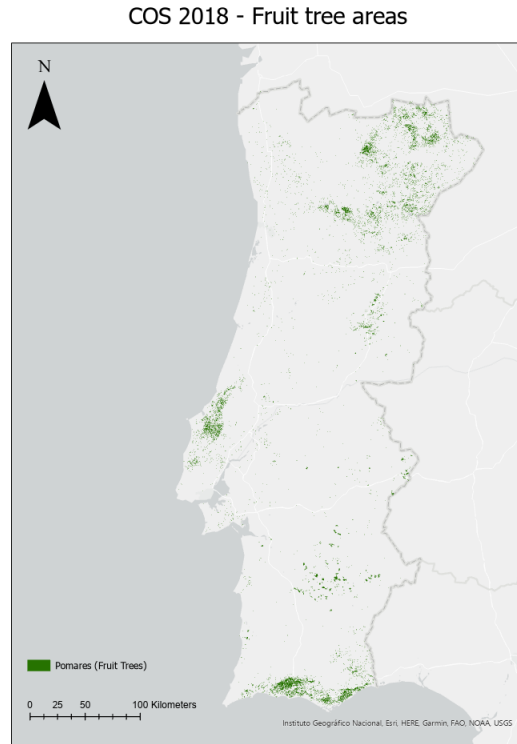 COS 2018 - Fruit tree areas
N
Pomares (Fruit Trees)
0 25 50 100 Kilometers
Instituto Geográfico Nacional, Esri, HERE, Garmin, FAO, NOAA, USGS